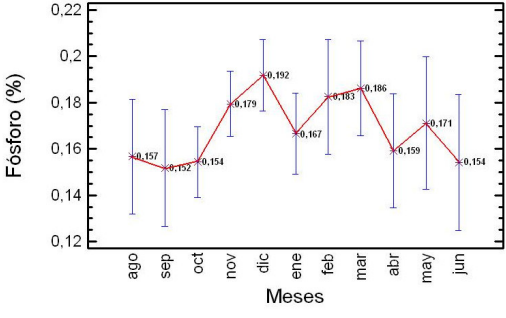 0,22
0,2
0,18
0,16
0,14
0,12
Fósforo (%)
0,157
0,152
0,154
0,179
0,192
0,167
0,183
0,186
0,159
0,171
0,154
ago
sep
oct
nov
dic
ene
feb
mar
abr
may
jun
Meses